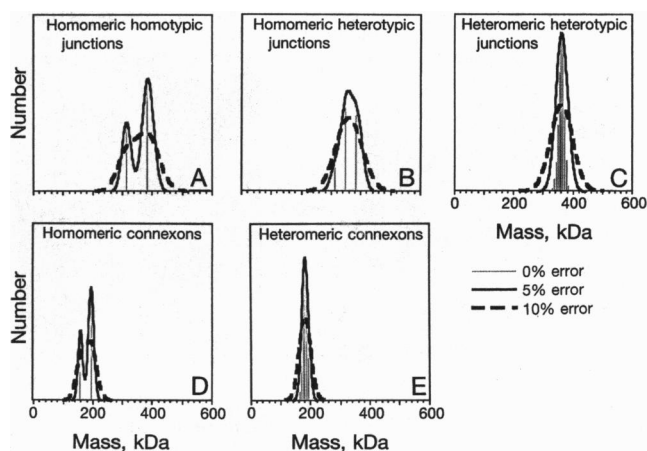 Homomeric homotypic
junctions
Homomeric heterotypic
junctions
Heteromeric heterotypic
junctions
Number
A
B
C
0 200 400 600
Mass, kDa
Homomeric connexons
Heteromeric connexons
Number
D
E
0 200 400 600
0 200 400 600
Mass, kDa
Mass, kDa
0% error
5% error
10% error